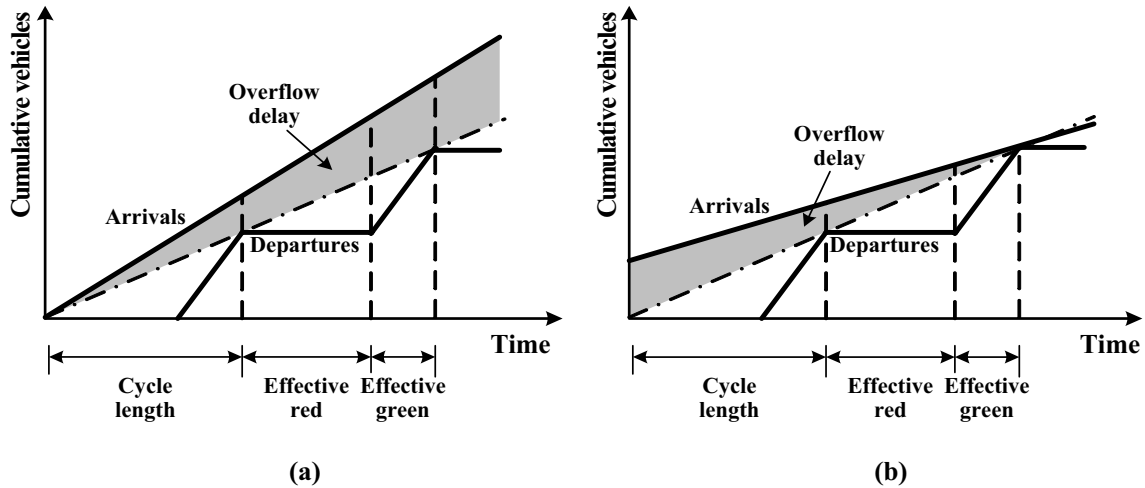 Cumulative vehicles
Overflow
delay
Arrivals
Departures
Time
Cycle
length
Effective
red
Effective
green
(a)
Cumulative vehicles
Overflow
delay
Arrivals
Departures
Time
Cycle
length
Effective
red
Effective
green
(b)